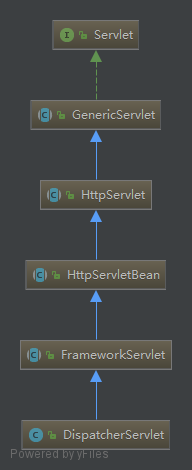 I Servlet
C GenericServlet
C HttpServlet
C HttpServletBean
C FrameworkServlet
C DispatcherServlet
Powered by yFiles